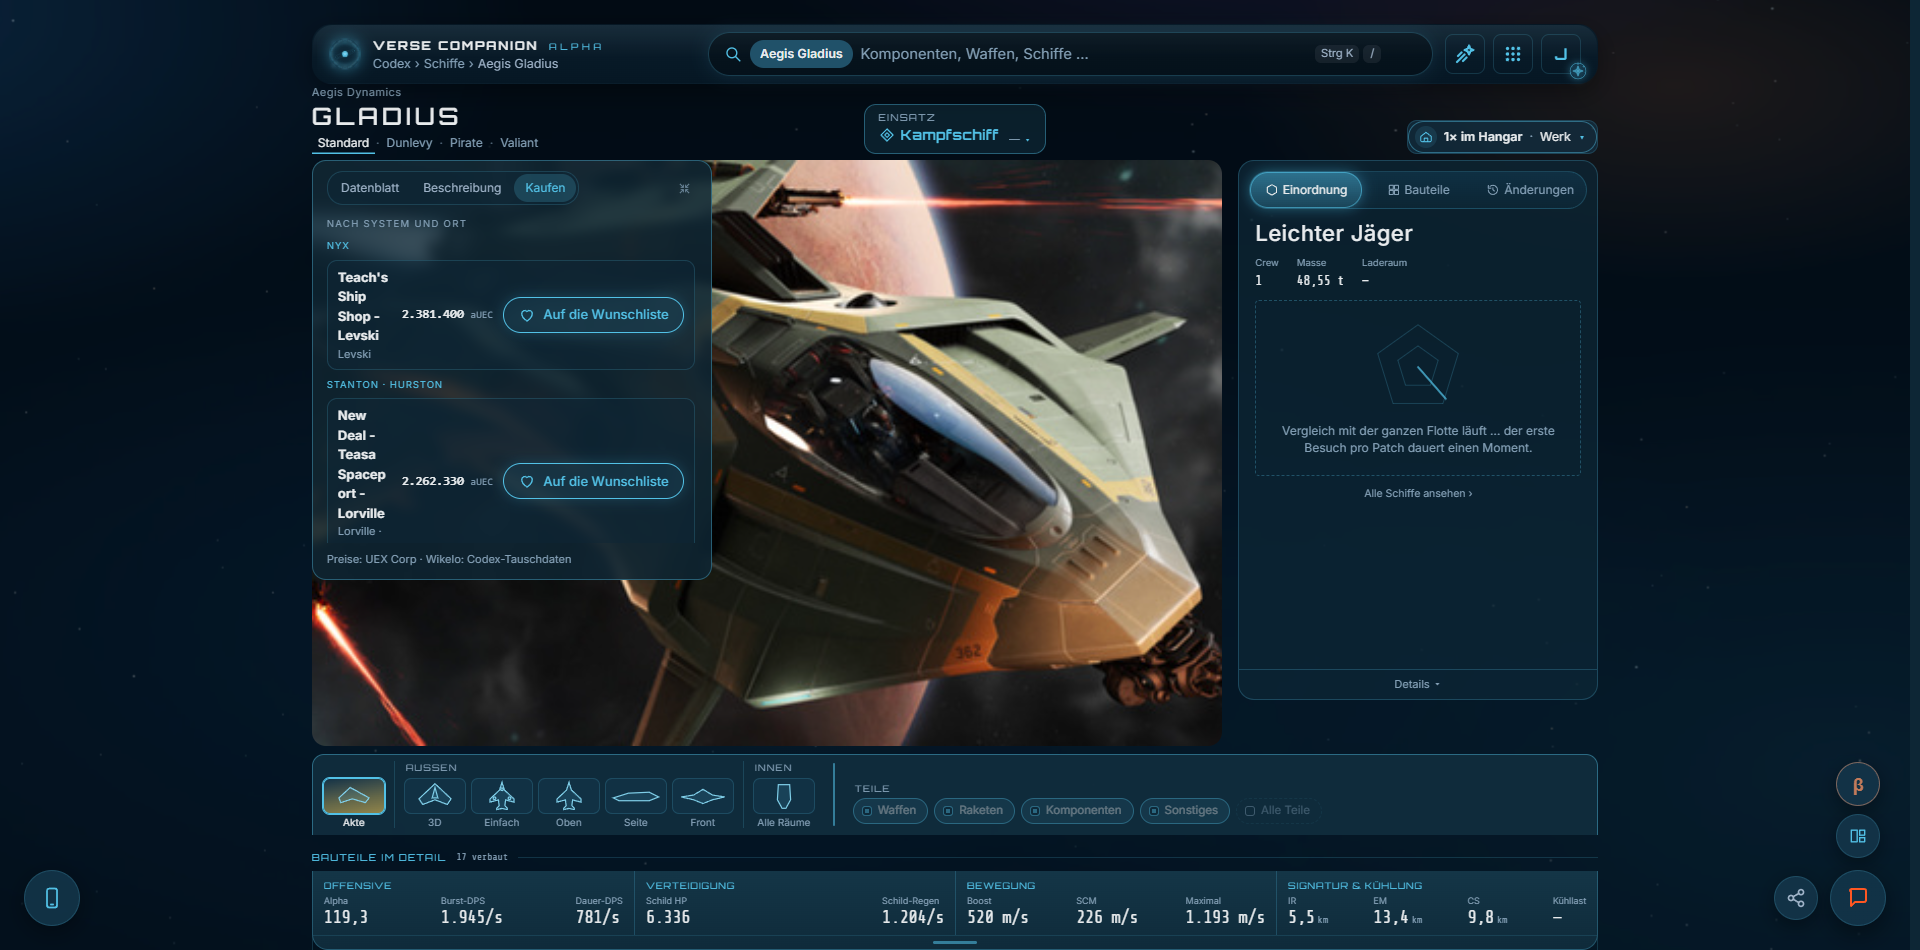 VERSE COMPANION ALPHA
Codex › Schiffe › Aegis Gladius
Aegis Gladius Komponenten, Waffen, Schiffe ... Strg K /
Aegis Dynamics
GLADIUS
Standard · Dunlevy · Pirate · Valiant
EINSATZ
Kampfschiff
1× im Hangar · Werk
Datenblatt Beschreibung Kaufen
NACH SYSTEM UND ORT
NYX
Teach's
Ship
Shop -
Levski
Levski
2.381.400 aUEC
Auf die Wunschliste
STANTON · HURSTON
New
Deal -
Teasa
Spacep
ort -
Lorville
Lorville ·
2.262.330 aUEC
Auf die Wunschliste
Preise: UEX Corp · Wikelo: Codex-Tauschdaten
362
Einordnung Bauteile Änderungen
Leichter Jäger
Crew Masse Laderaum
1 48,55 t –
Vergleich mit der ganzen Flotte läuft ... der erste
Besuch pro Patch dauert einen Moment.
Alle Schiffe ansehen ›
Details
AUSSEN INNEN
Akte 3D Einfach Oben Seite Front Alle Räume
TEILE
Waffen Raketen Komponenten Sonstiges Alle Teile
BAUTEILE IM DETAIL 17 verbaut
OFFENSIVE VERTEIDIGUNG BEWEGUNG SIGNATUR & KÜHLUNG
Alpha Burst-DPS Dauer-DPS Schild HP Schild-Regen Boost SCM Maximal IR EM CS Kühllast
119,3 1.945/s 781/s 6.336 1.204/s 520 m/s 226 m/s 1.193 m/s 5,5 km 13,4 km 9,8 km –
β